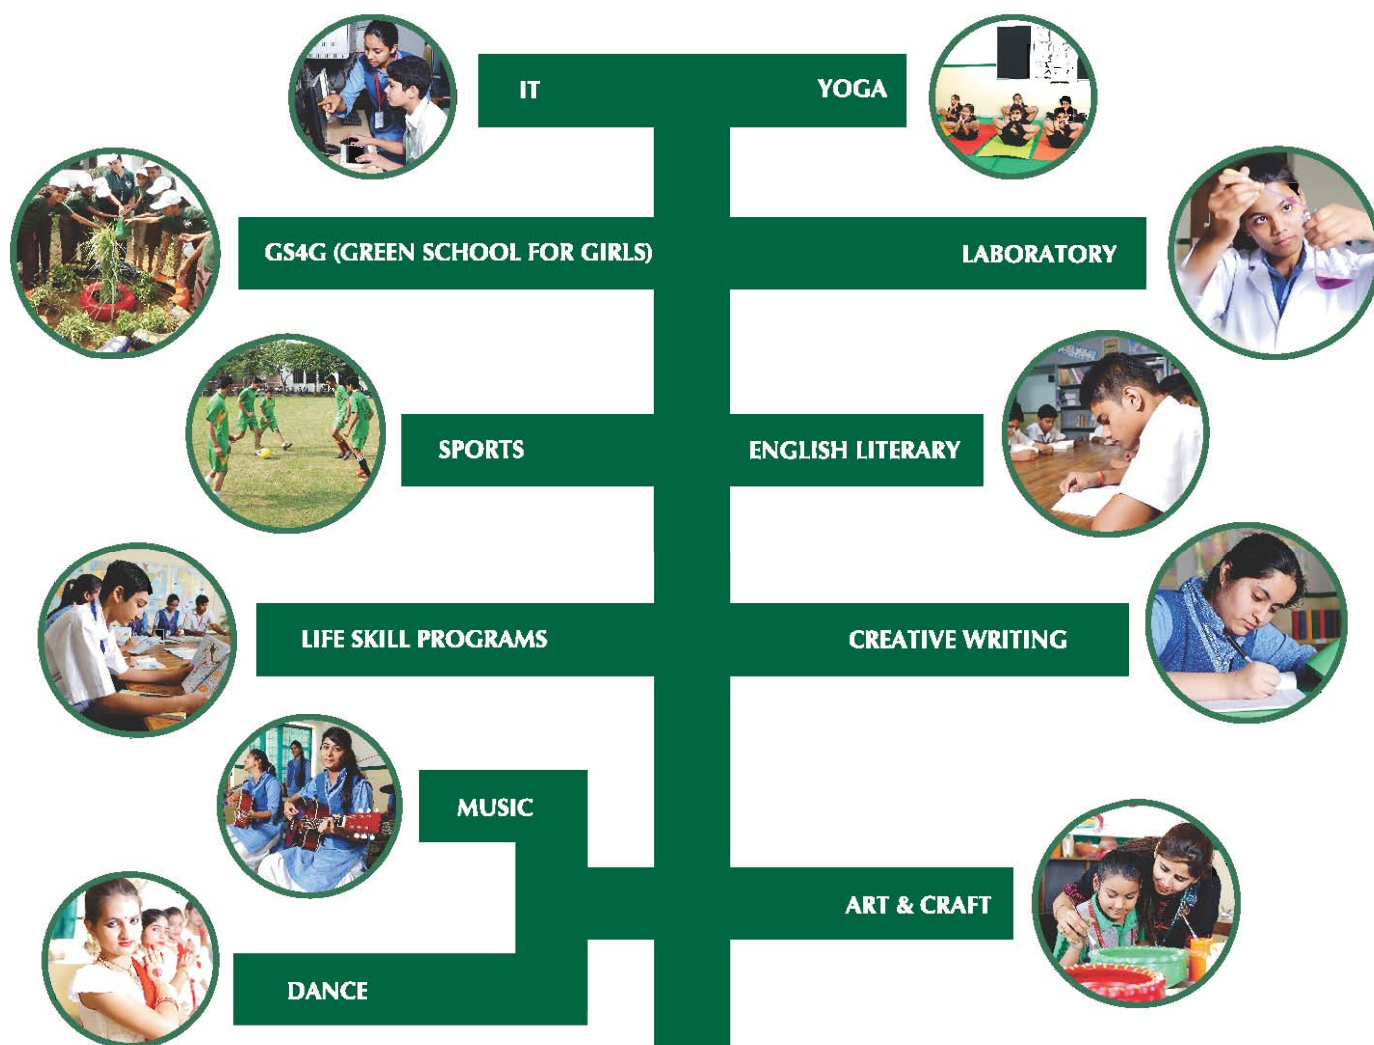 IT
YOGA
GS4G (GREEN SCHOOL FOR GIRLS)
LABORATORY
SPORTS
ENGLISH LITERARY
LIFE SKILL PROGRAMS
CREATIVE WRITING
MUSIC
ART & CRAFT
DANCE